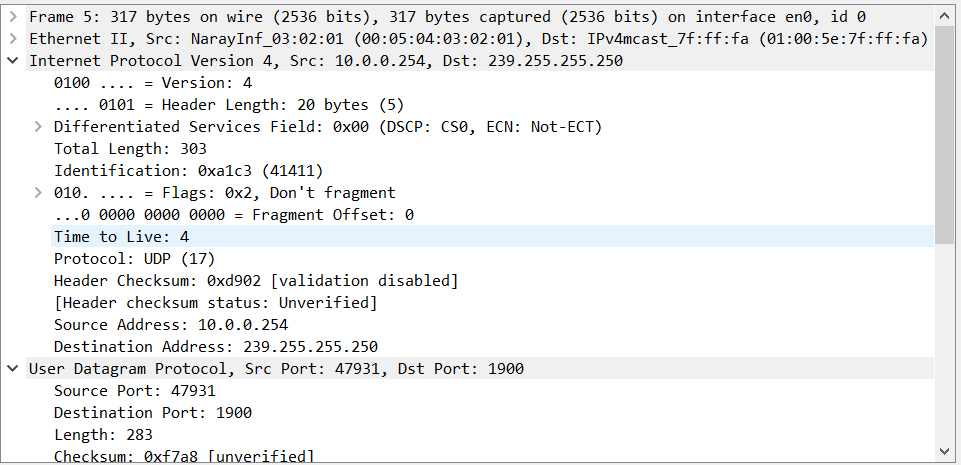 Frame 5: 317 bytes on wire (2536 bits), 317 bytes captured (2536 bits) on interface en0, id 0
Ethernet II, Src: NarayInf_03:02:01 (00:05:04:03:02:01), Dst: IPv4mcast_7f:ff:fa (01:00:5e:7f:ff:fa)
Internet Protocol Version 4, Src: 10.0.0.254, Dst: 239.255.255.250
0100 .... = Version: 4
.... 0101 = Header Length: 20 bytes (5)
Differentiated Services Field: 0x00 (DSCP: CS0, ECN: Not-ECT)
Total Length: 303
Identification: 0xa1c3 (41411)
010. .... = Flags: 0x2, Don't fragment
...0 0000 0000 0000 = Fragment Offset: 0
Time to Live: 4
Protocol: UDP (17)
Header Checksum: 0xd902 [validation disabled]
[Header checksum status: Unverified]
Source Address: 10.0.0.254
Destination Address: 239.255.255.250
User Datagram Protocol, Src Port: 47931, Dst Port: 1900
Source Port: 47931
Destination Port: 1900
Length: 283
Checksum: 0xf7a8 [unverified]